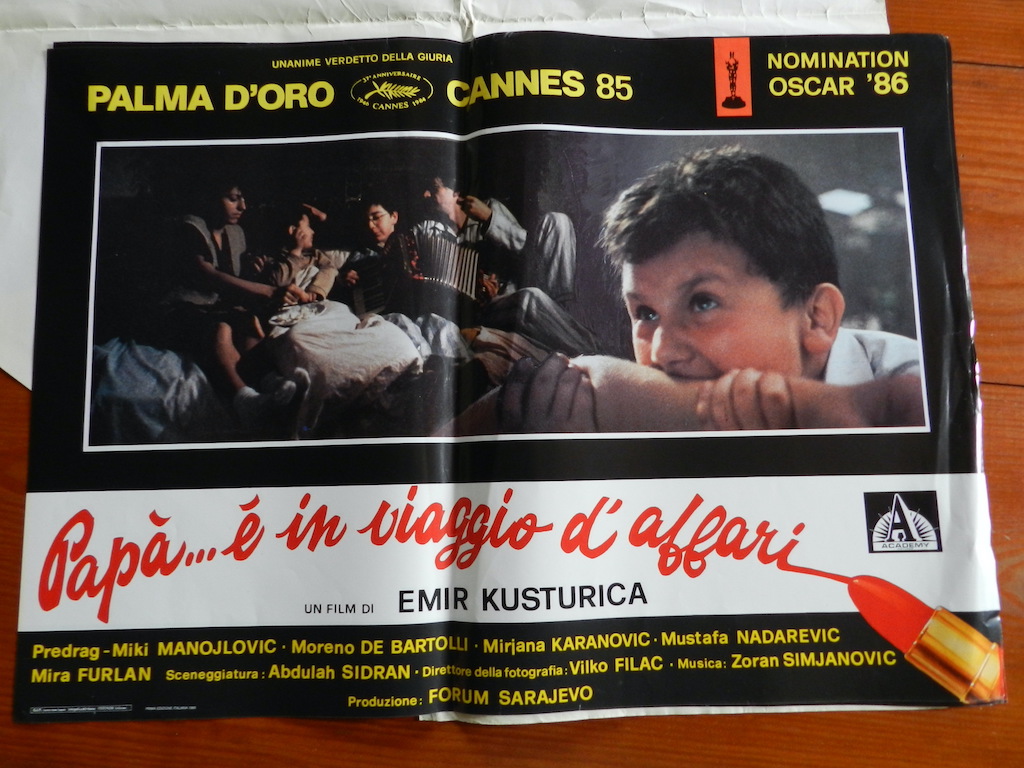 UNANIME VERDETTO DELLA GIURIA
PALMA D'ORO
CANNES 85
NOMINATION
OSCAR '86
Papà... é in viaggio d'affari
A
ACADEMY
UN FILM DI EMIR KUSTURICA
Predrag-Miki MANOJLOVIC · Moreno DE BARTOLLI · Mirjana KARANOVIC · Mustafa NADAREVIC
Mira FURLAN Sceneggiatura: Abdulah SIDRAN · Direttore della fotografia: Vilko FILAC · Musica: Zoran SIMJANOVIC
Produzione: FORUM SARAJEVO